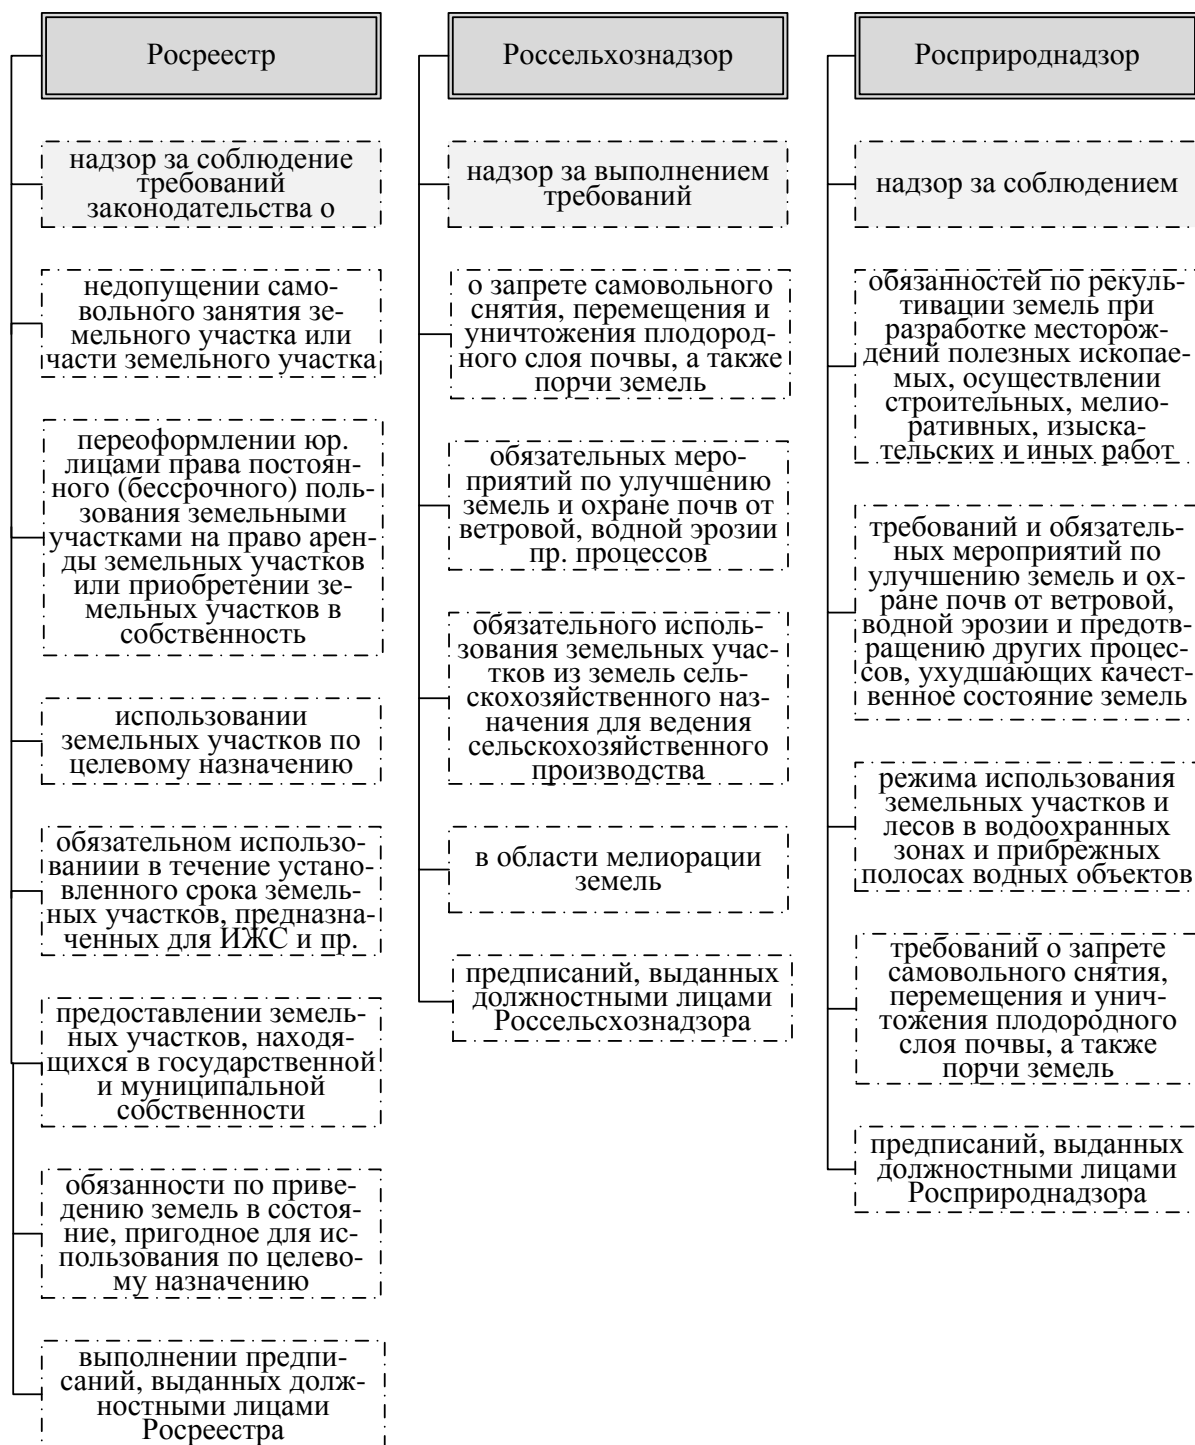 Росреестр
надзор за соблюдение
требований
законодательства о
недопущении само-
вольного занятия зе-
мельного участка или
части земельного участка
переоформлении юр.
лицами права постоян-
ного (бессрочного) поль-
зования земельными
участками на право арен-
ды земельных участков
или приобретении зе-
мельных участков в
собственность
использовании
земельных участков по
целевому назначению
обязательном использо-
ваниии в течение устано-
вленного срока земель-
ных участков, предназна-
ченных для ИЖС и пр.
предоставлении земель-
ных участков, находя-
щихся в государственной
и муниципальной
собственности
обязанности по приве-
дению земель в состоя-
ние, пригодное для ис-
пользования по целево-
му назначению
выполнении предпи-
саний, выданных долж-
ностными лицами
Росреестра
Россельхознадзор
надзор за выполнением
требований
о запрете самовольного
снятия, перемещения и
уничтожения плодород-
ного слоя почвы, а также
порчи земель
обязательных меро-
приятий по улучшению
земель и охране почв от
ветровой, водной эрозии
пр. процессов
обязательного исполь-
зования земельных учас-
тков из земель сель-
скохозяйственного наз-
начения для ведения
сельскохозяйственного
производства
в области мелиорации
земель
предписаний, выданных
должностными лицами
Россельсхознадзора
Росприроднадзор
надзор за соблюдением
обязанностей по рекуль-
тивации земель при
разработке месторож-
дений полезных ископае-
мых, осуществлении
строительных, мелио-
ративных, изыска-
тельских и иных работ
требований и обязатель-
ных мероприятий по
улучшению земель и ох-
ране почв от ветровой,
водной эрозии и предотв-
ращению других процес-
сов, ухудшающих качест-
венное состояние земель
режима использования
земельных участков и
лесов в водоохранных
зонах и прибрежных
полосах водных объектов
требований о запрете
самовольного снятия,
перемещения и унич-
тожения плодородного
слоя почвы, а также
порчи земель
предписаний, выданных
должностными лицами
Росприроднадзора